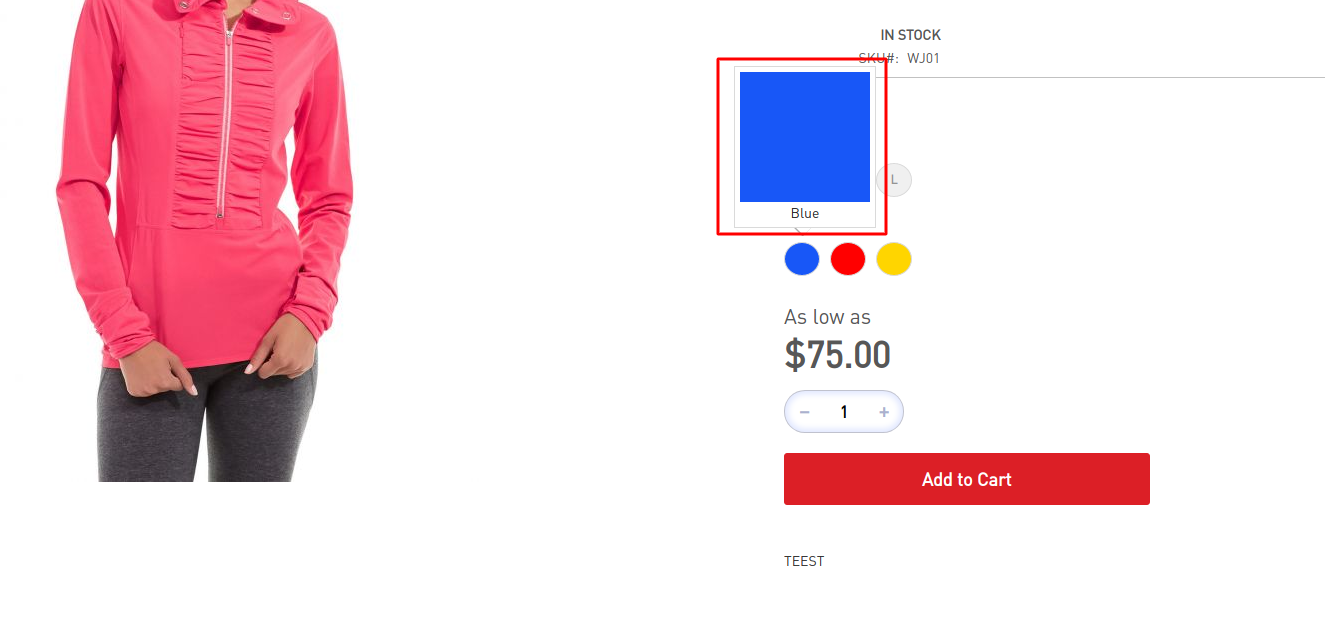 IN STOCK
SKU#: WJ01
L
Blue
As low as
$75.00
− 1 +
Add to Cart
TEEST